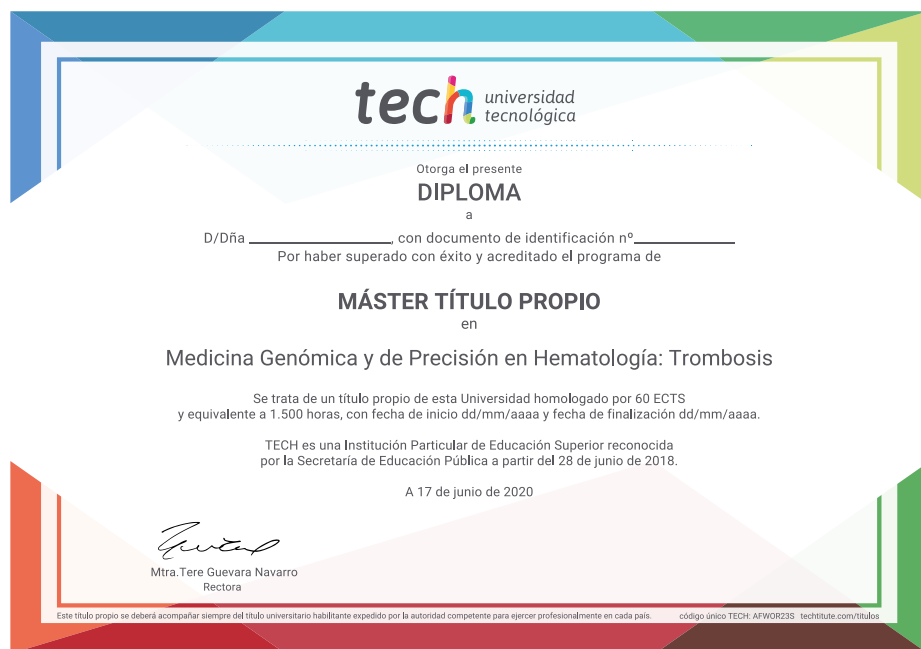 tech universidad
tecnológica
Otorga el presente
DIPLOMA
a
D/Dña ________________, con documento de identificación nº____________
Por haber superado con éxito y acreditado el programa de
MÁSTER TÍTULO PROPIO
en
Medicina Genómica y de Precisión en Hematología: Trombosis
Se trata de un título propio de esta Universidad homologado por 60 ECTS
y equivalente a 1.500 horas, con fecha de inicio dd/mm/aaaa y fecha de finalización dd/mm/aaaa.
TECH es una Institución Particular de Educación Superior reconocida
por la Secretaría de Educación Pública a partir del 28 de junio de 2018.
A 17 de junio de 2020
Mtra.Tere Guevara Navarro
Rectora
Este título propio se deberá acompañar siempre del título universitario habilitante expedido por la autoridad competente para ejercer profesionalmente en cada país. código único TECH: AFWOR23S techtitute.com/titulos